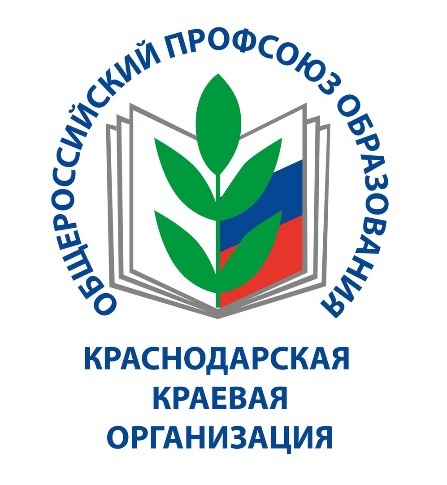 ОБЩЕРОССИЙСКИЙ ПРОФСОЮЗ ОБРАЗОВАНИЯ
КРАСНОДАРСКАЯ
КРАЕВАЯ
ОРГАНИЗАЦИЯ